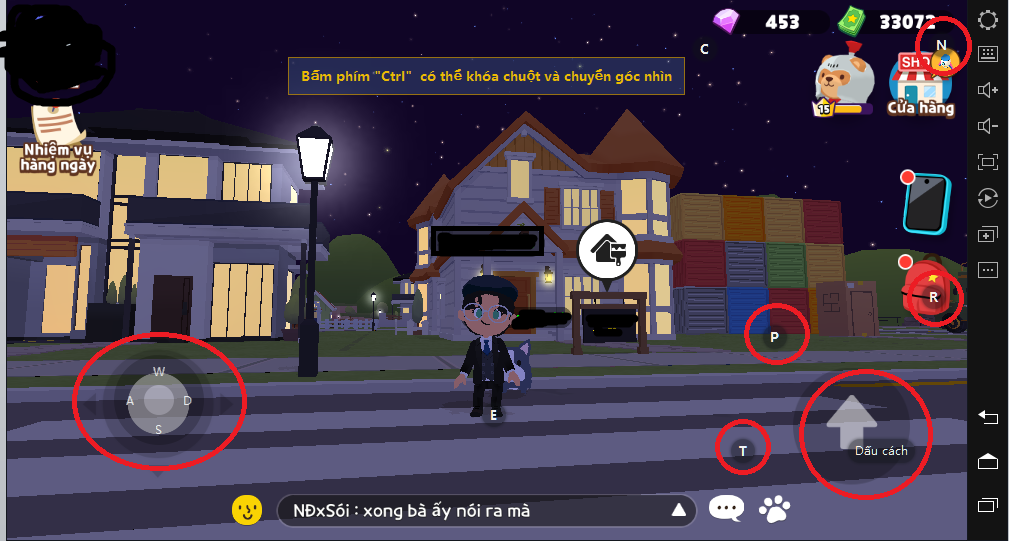 453
33072
N
C
Bấm phím "Ctrl" có thể khóa chuột và chuyển góc nhìn
15
Cửa hàng
Nhiệm vụ
hàng ngày
R
P
W
A
D
S
E
T
Dấu cách
NĐxSói : xong bà ấy nói ra mà